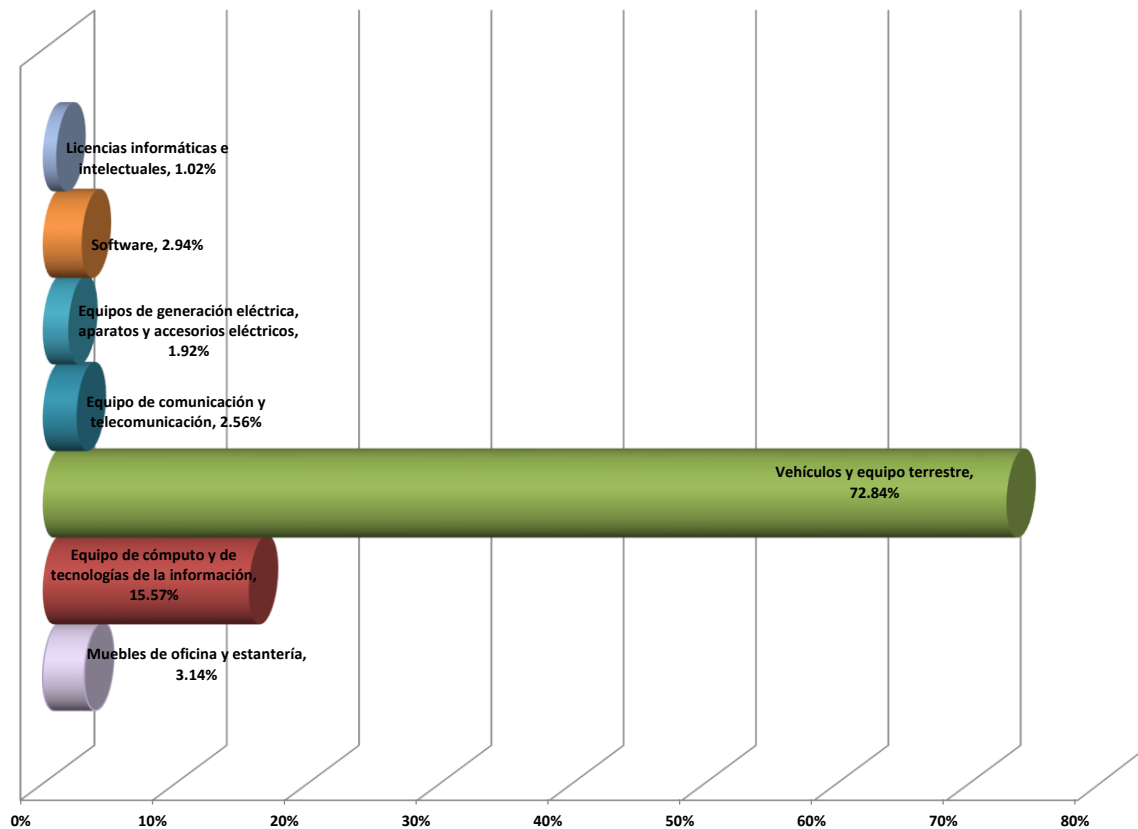 Licencias informáticas e
intelectuales, 1.02%
Software, 2.94%
Equipos de generación eléctrica,
aparatos y accesorios eléctricos,
1.92%
Equipo de comunicación y
telecomunicación, 2.56%
Vehículos y equipo terrestre,
72.84%
Equipo de cómputo y de
tecnologías de la información,
15.57%
Muebles de oficina y estantería,
3.14%
0% 10% 20% 30% 40% 50% 60% 70% 80%